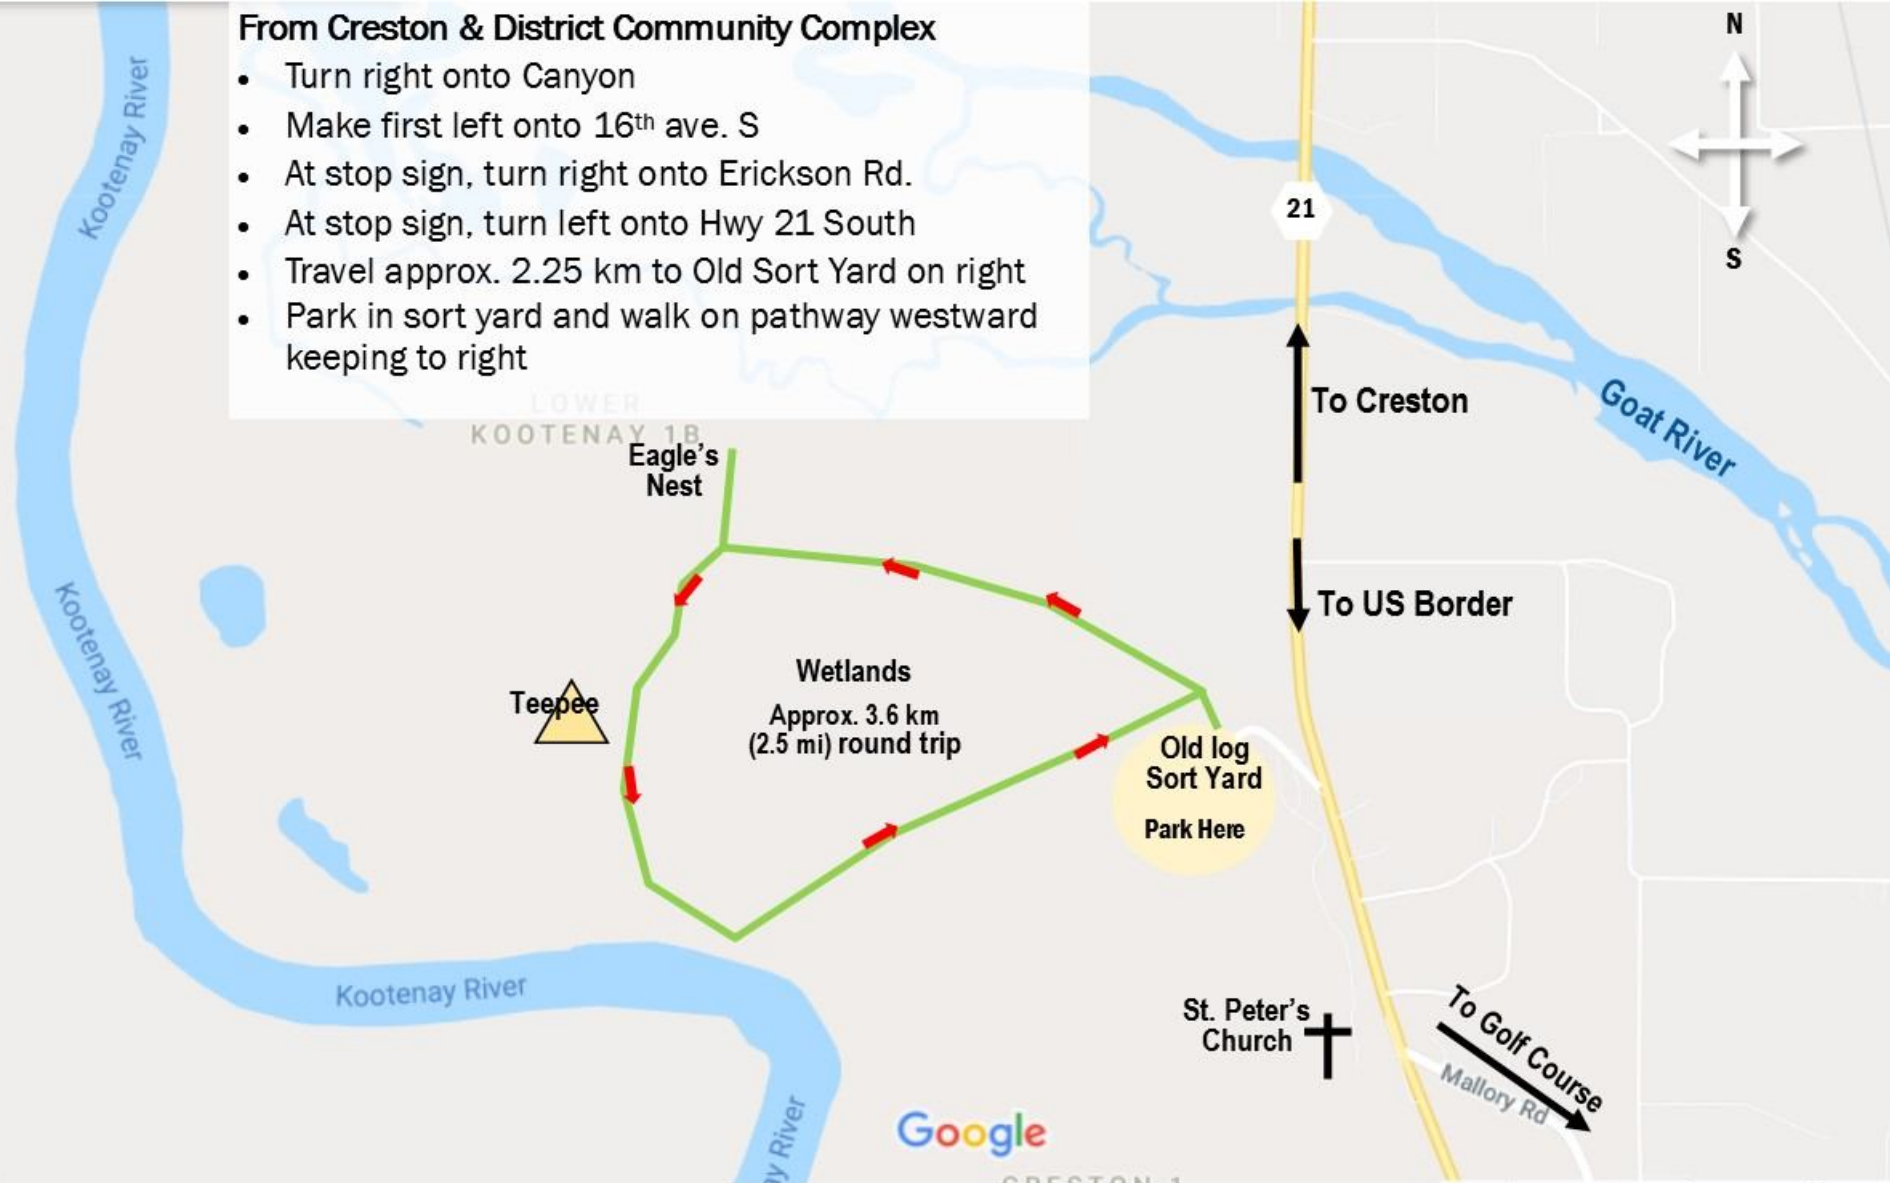 From Creston & District Community Complex
• Turn right onto Canyon
• Make first left onto 16th ave. S
• At stop sign, turn right onto Erickson Rd.
• At stop sign, turn left onto Hwy 21 South
• Travel approx. 2.25 km to Old Sort Yard on right
• Park in sort yard and walk on pathway westward
keeping to right
N
S
Kootenay River
21
To Creston
Goat River
LOWER
KOOTENAY 1B
Eagle's
Nest
To US Border
Kootenay River
Wetlands
Teepee
Approx. 3.6 km
(2.5 mi) round trip
Old log
Sort Yard
Park Here
Kootenay River
St. Peter's
Church
To Golf Course
Mallory Rd
Google
ay River
CRESTON 1